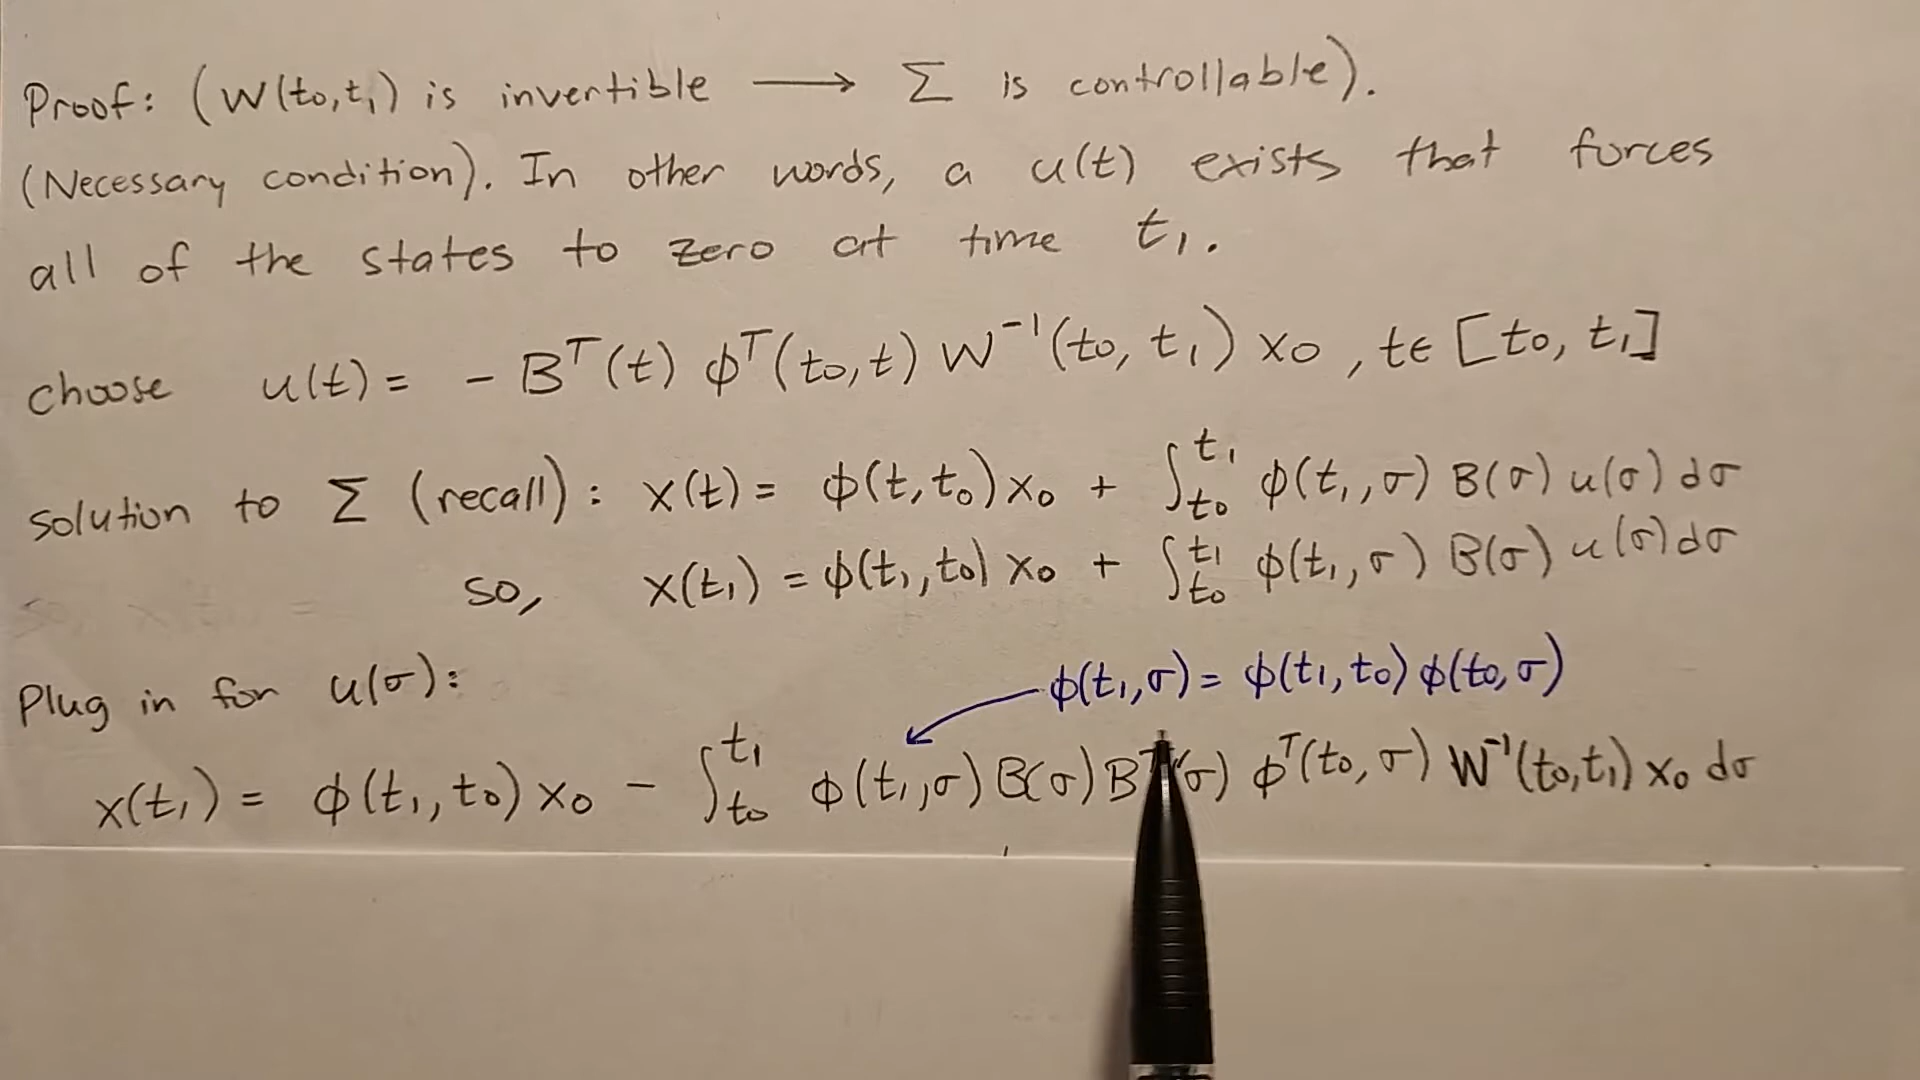 Proof: (W(t₀,t₁) is invertible ⟶ Σ is controllable).
(Necessary condition). In other words, a u(t) exists that forces
all of the states to zero at time t₁.
choose u(t) = - Bᵀ(t) ϕᵀ(t₀,t) W⁻¹(t₀,t₁) x₀, t∈ [t₀,t₁]
solution to Σ (recall): x(t) = ϕ(t,t₀)x₀ + ∫_{t₀}^{t₁} ϕ(t₁,σ) B(σ) u(σ) dσ
so, x(t₁) = ϕ(t₁,t₀) x₀ + ∫_{t₀}^{t₁} ϕ(t₁,σ) B(σ) u(σ) dσ
Plug in for u(σ):
ϕ(t₁,σ) = ϕ(t₁,t₀) ϕ(t₀,σ)
x(t₁) = ϕ(t₁,t₀) x₀ - ∫_{t₀}^{t₁} ϕ(t₁,σ) B(σ) Bᵀ(σ) ϕᵀ(t₀,σ) W⁻¹(t₀,t₁) x₀ dσ